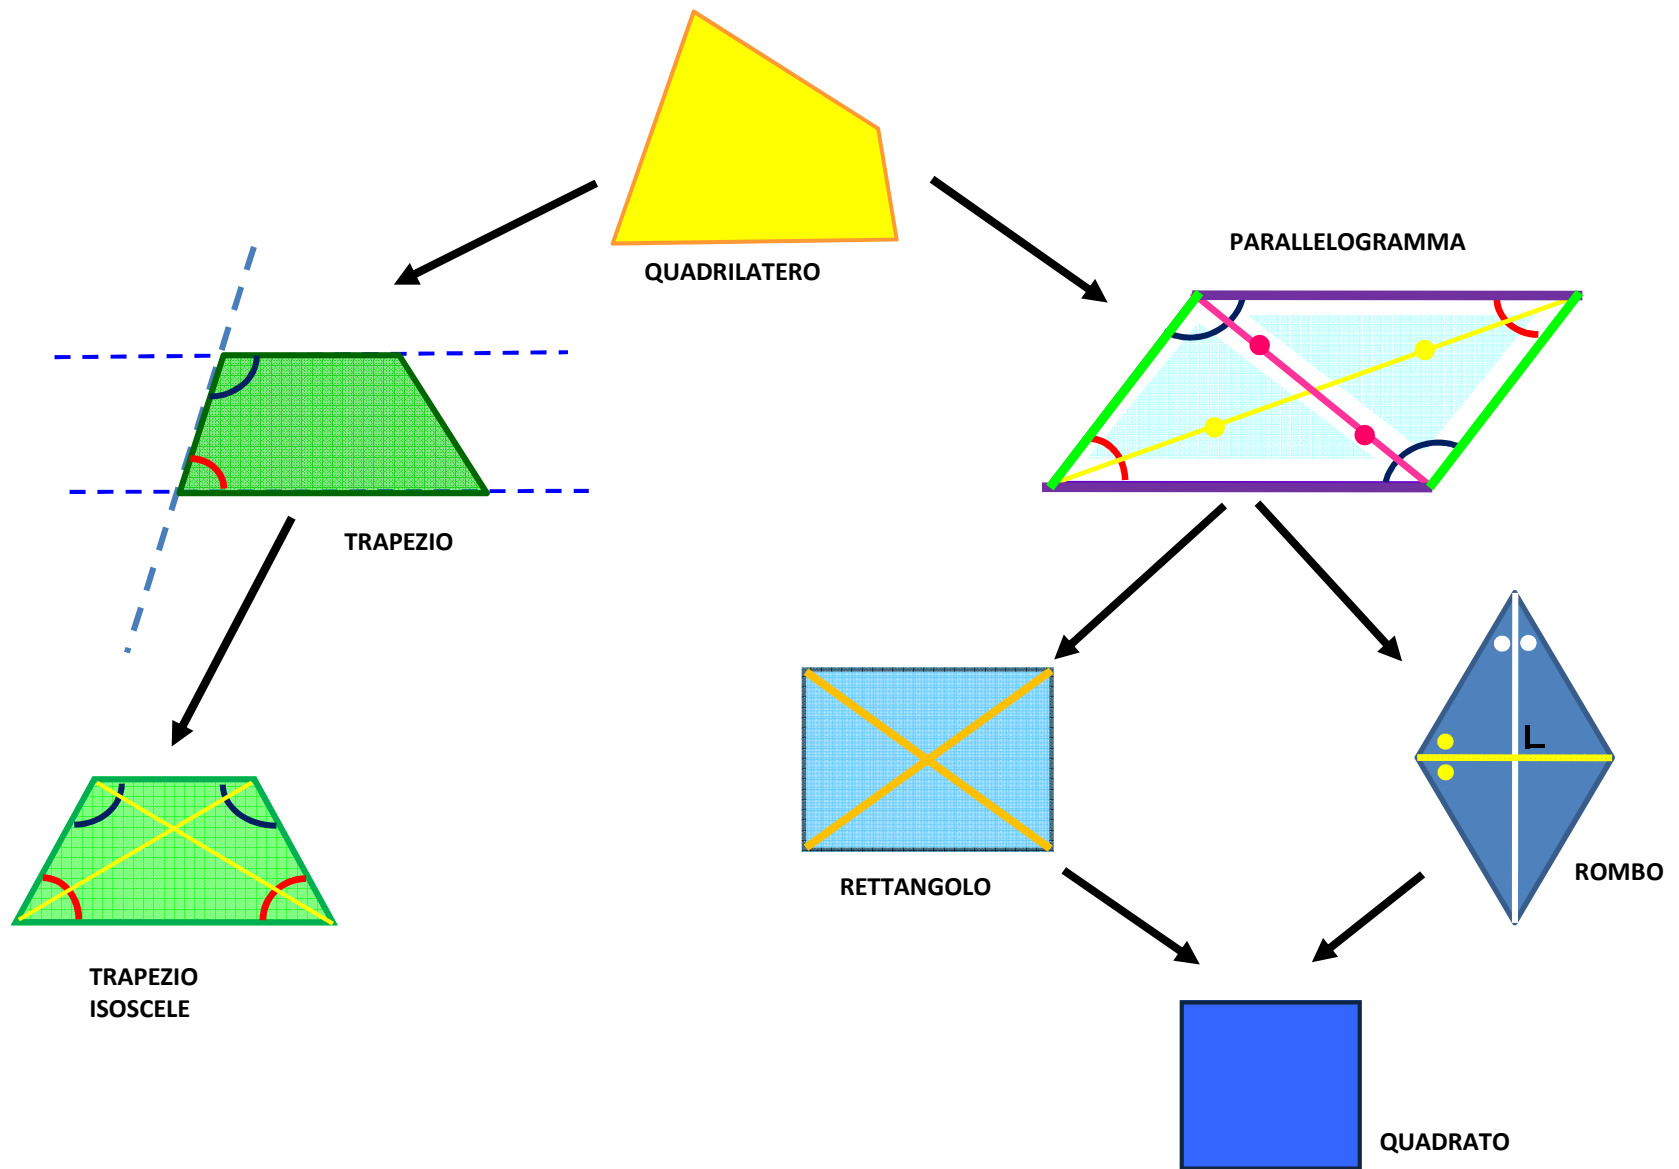 QUADRILATERO
PARALLELOGRAMMA
TRAPEZIO
RETTANGOLO
ROMBO
TRAPEZIO
ISOSCELE
QUADRATO